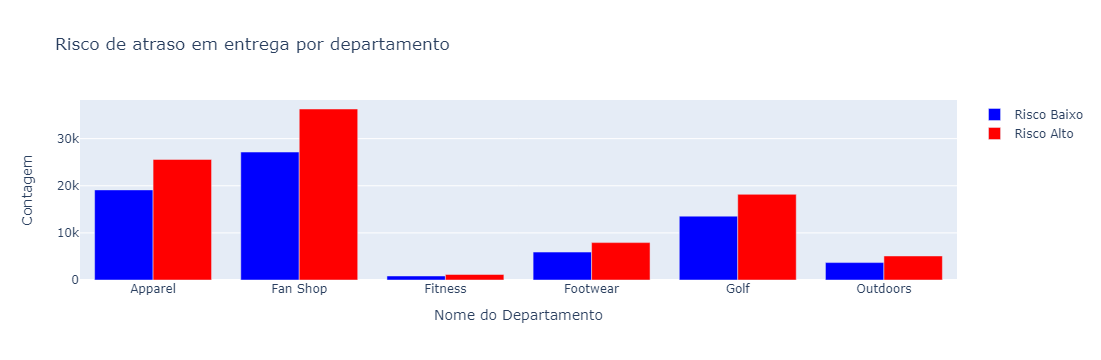 Risco de atraso em entrega por departamento
Risco Baixo
Risco Alto
Contagem
30k
20k
10k
0
Apparel
Fan Shop
Fitness
Footwear
Golf
Outdoors
Nome do Departamento